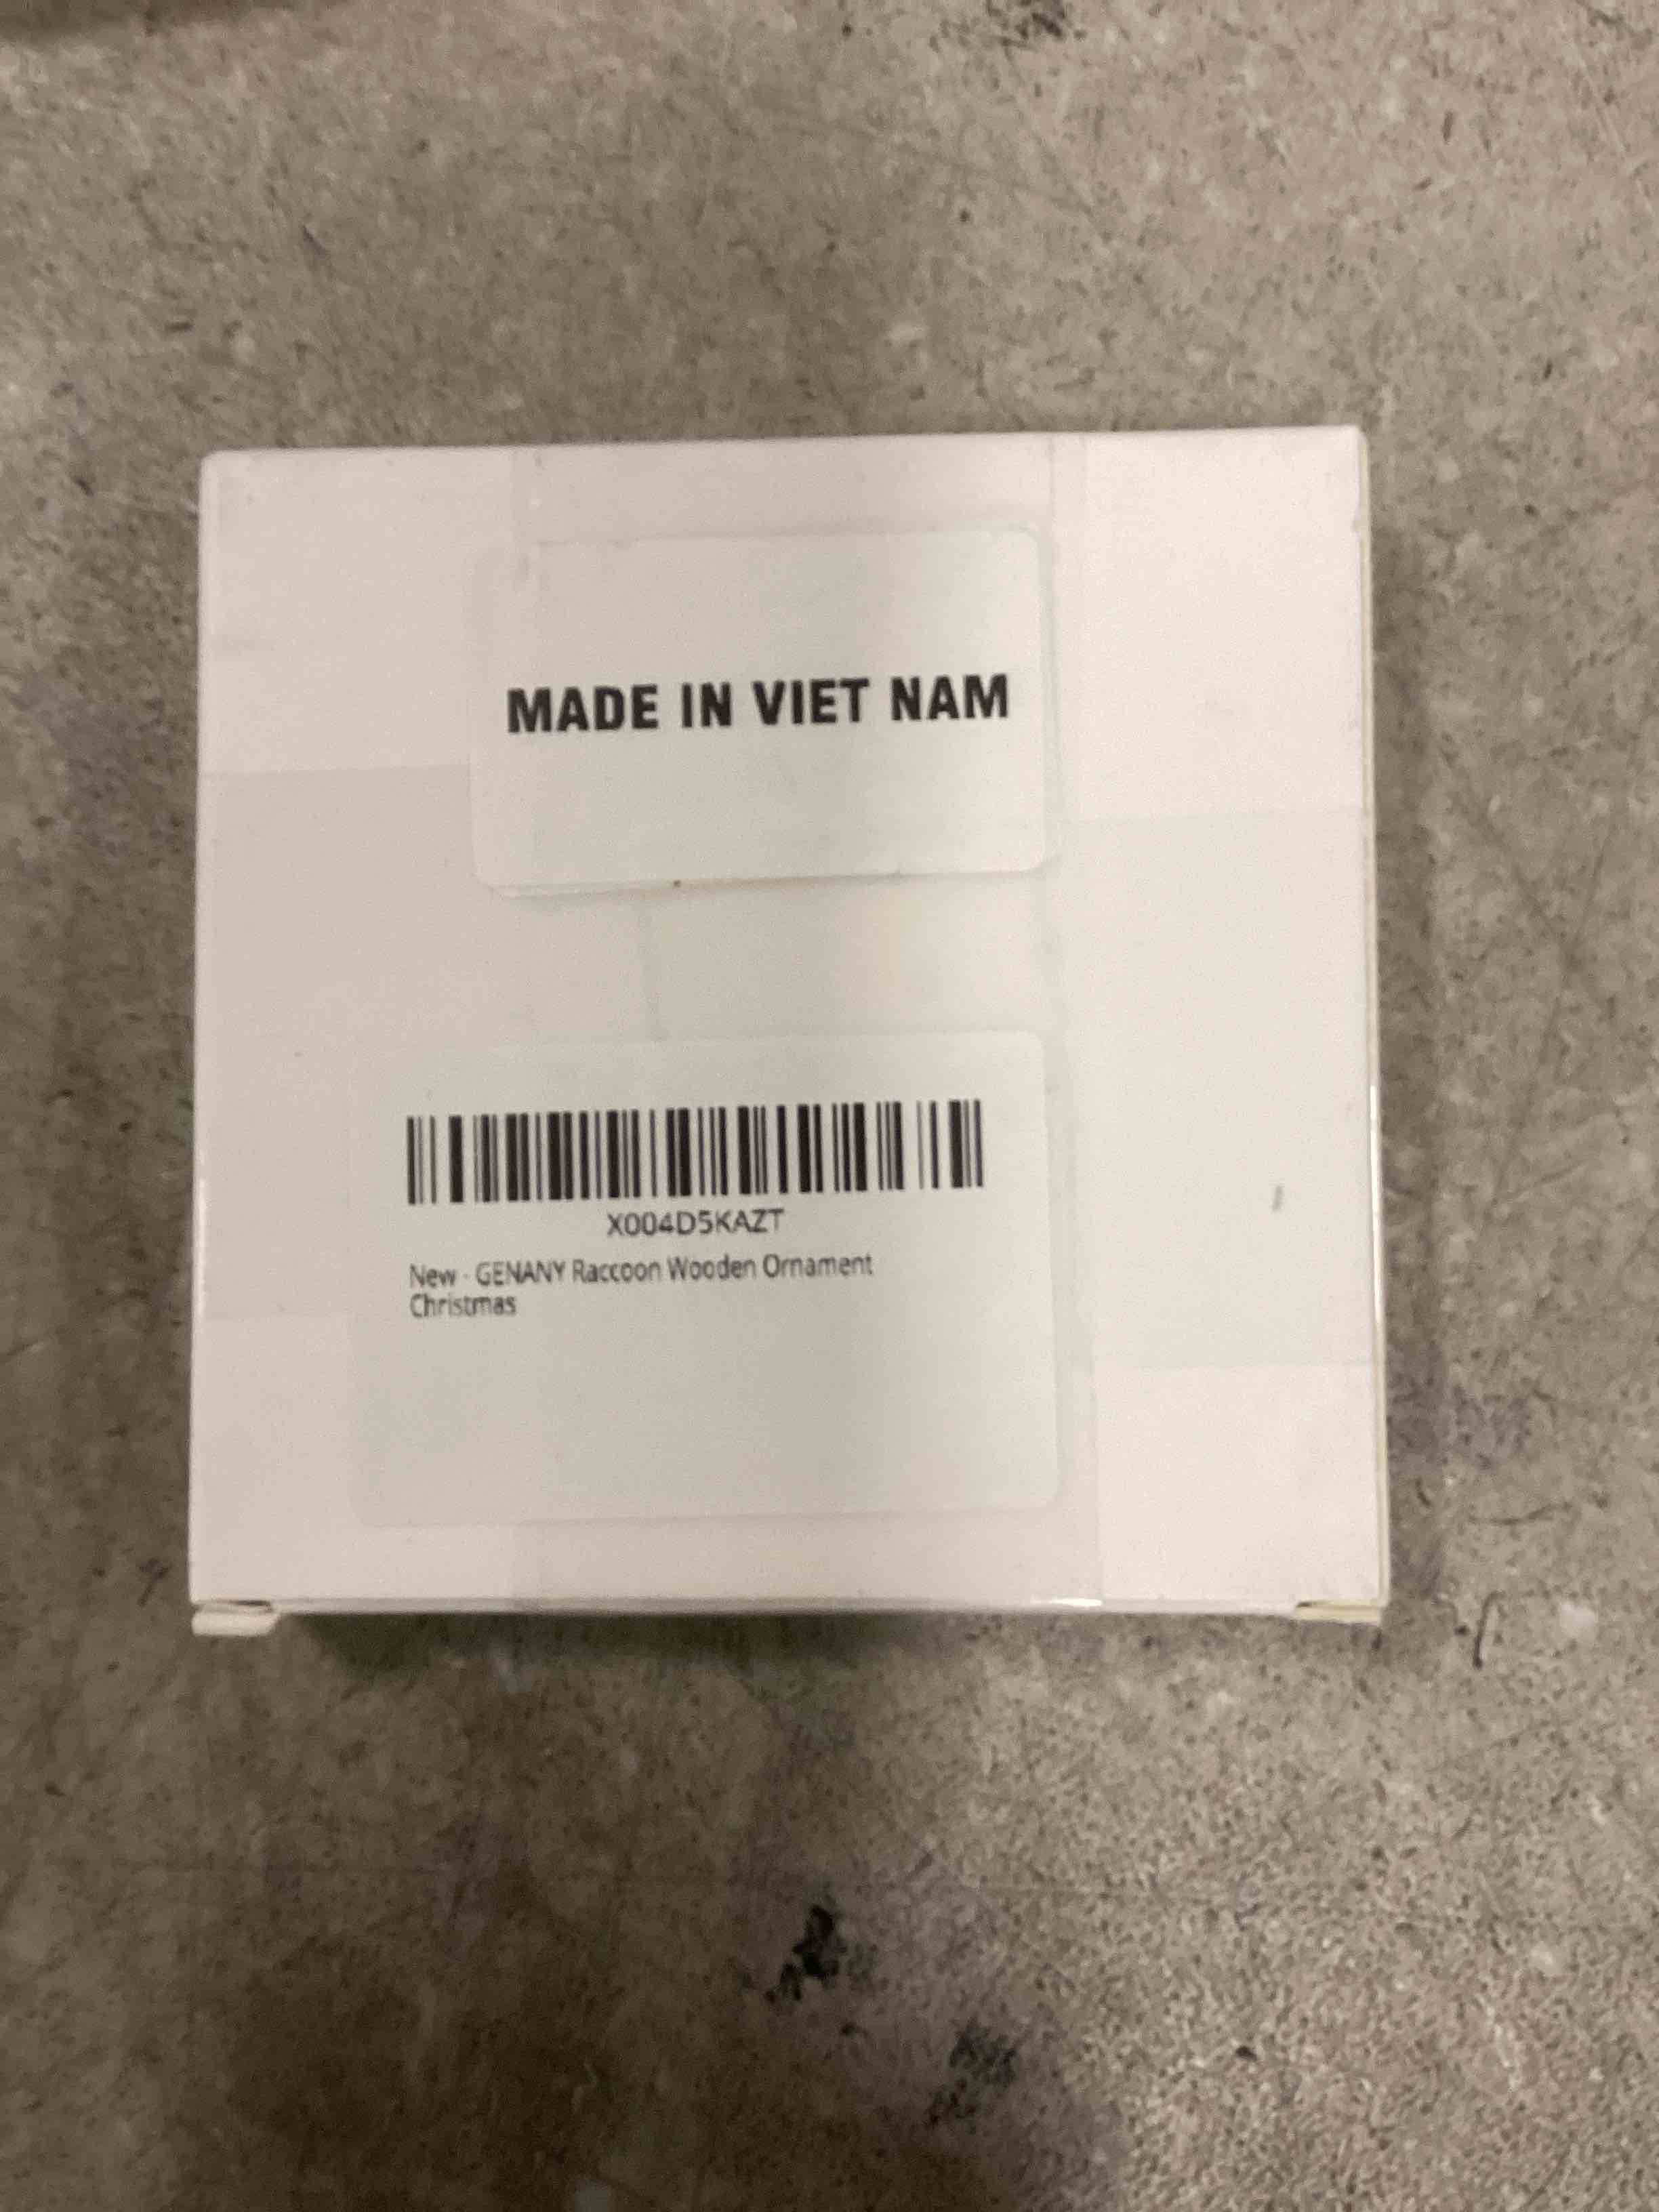 MADE IN VIET NAM
X004D5KAZT
New - GENANY Raccoon Wooden Ornament
Christmas